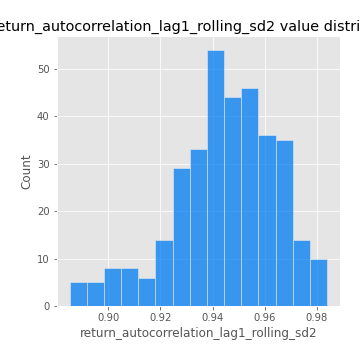 eturn_autocorrelation_lag1_rolling_sd2 value distri
50
40
30
20
10
0
Count
0.90 0.92 0.94 0.96 0.98
return_autocorrelation_lag1_rolling_sd2